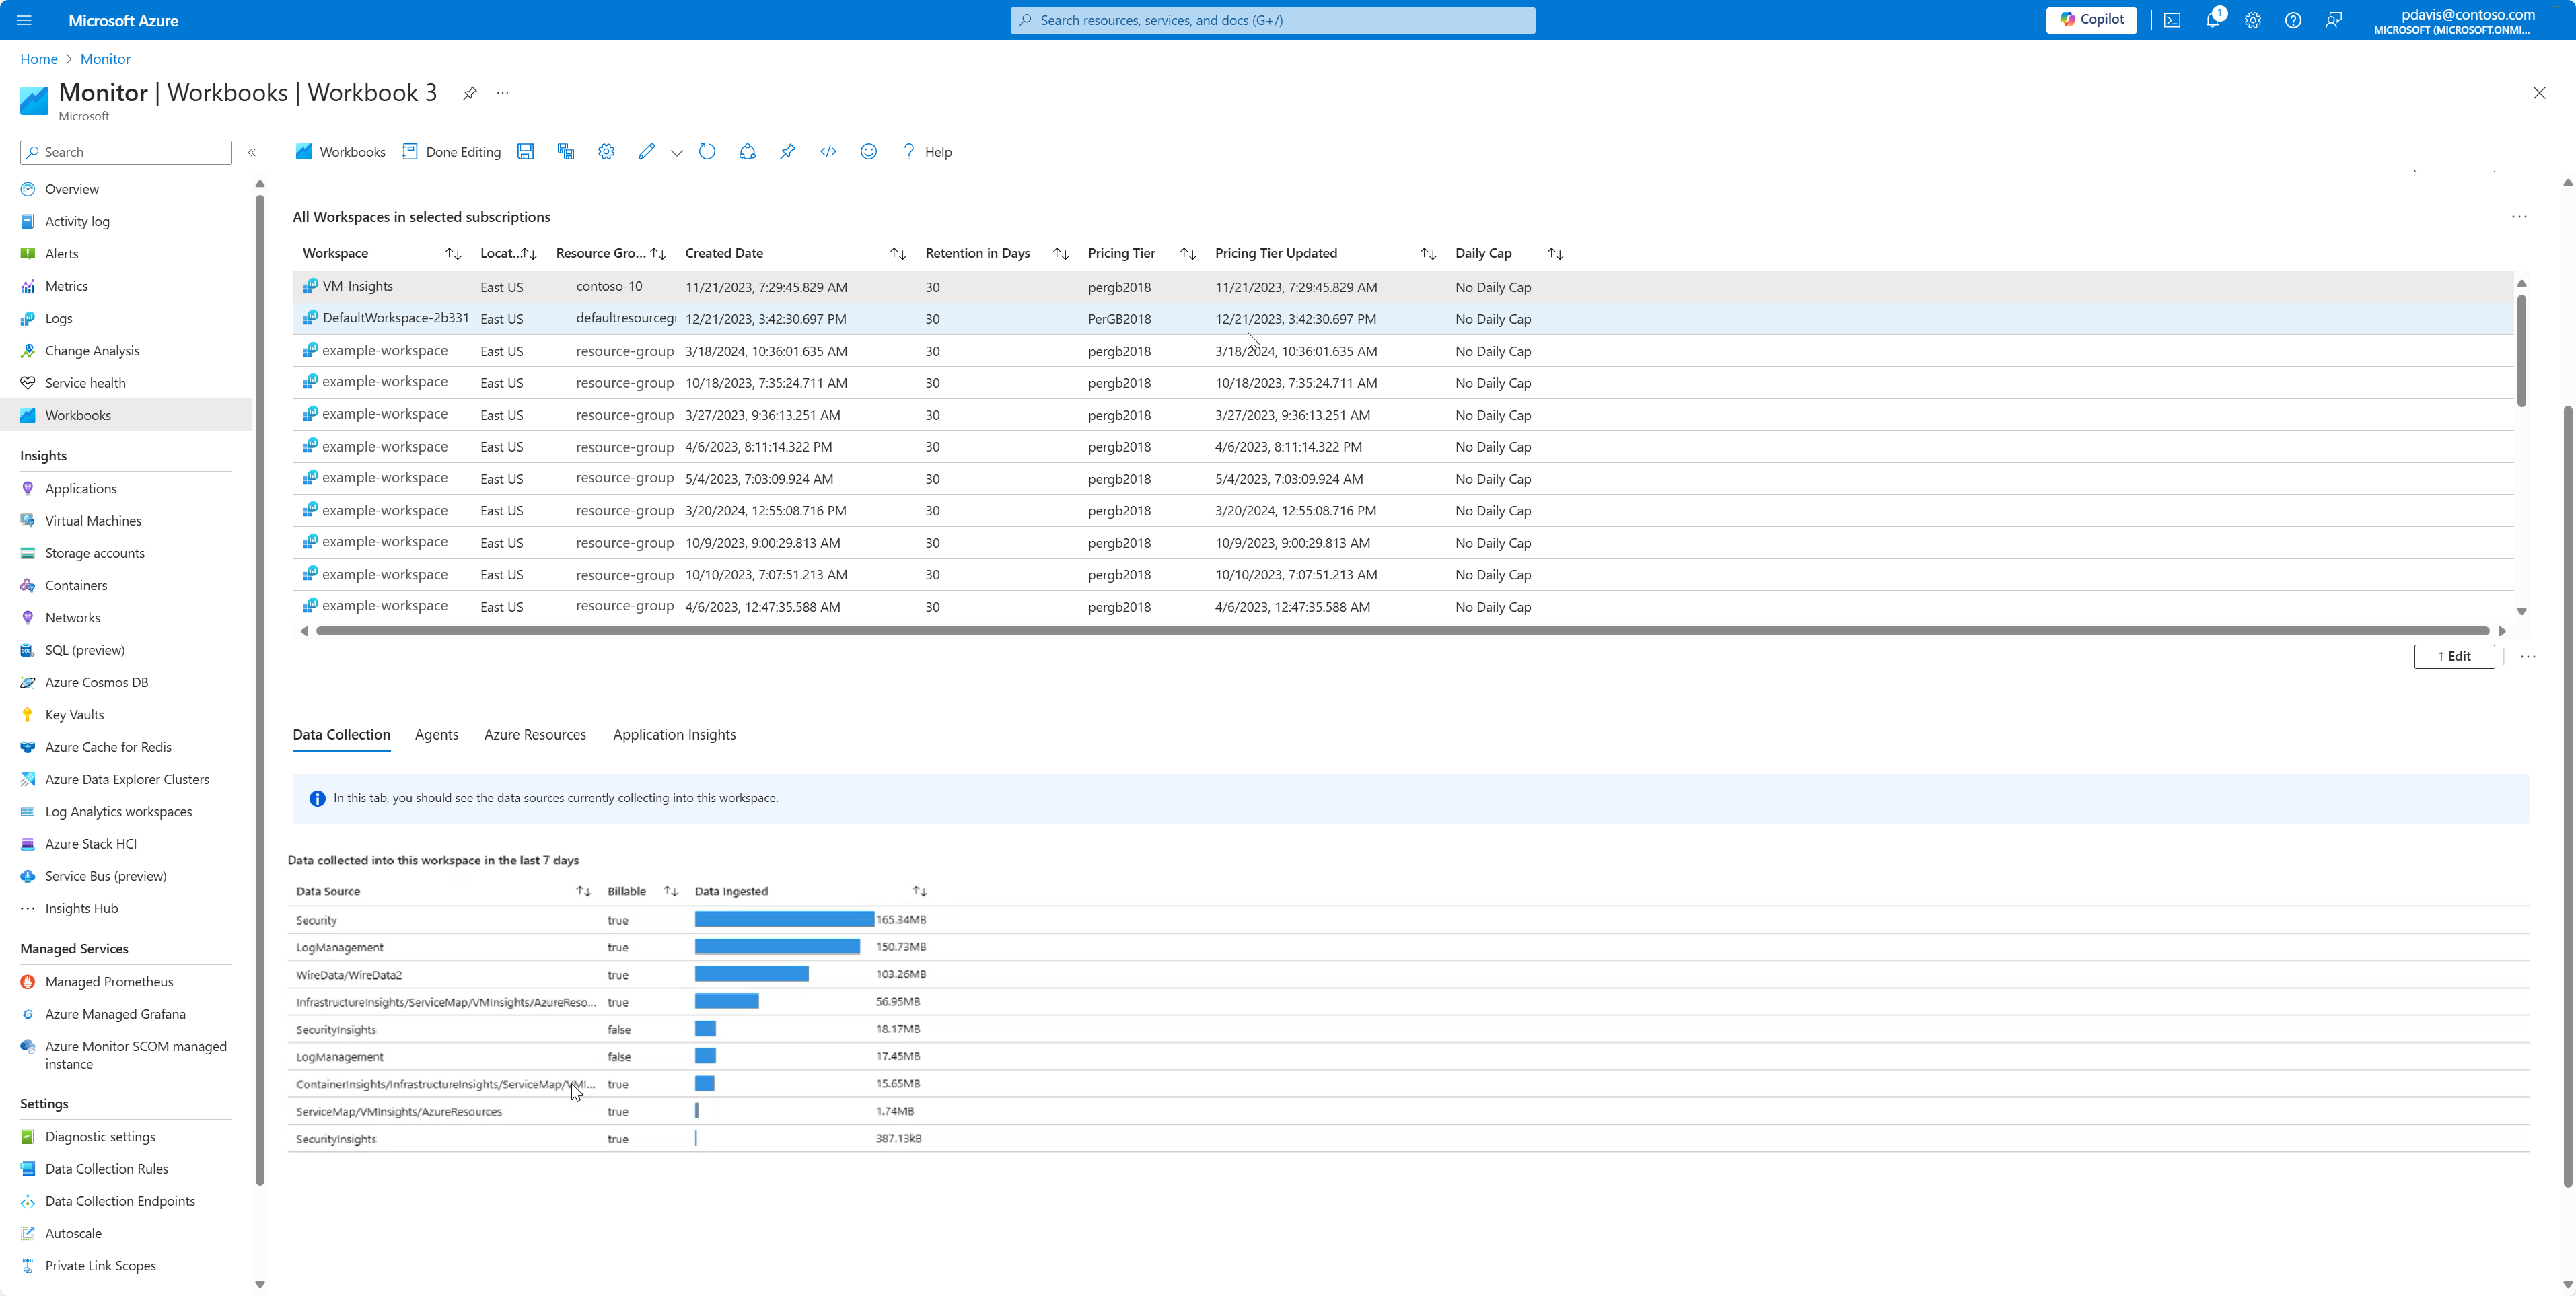 Microsoft Azure
Search resources, services, and docs (G+/)
Copilot
1
pdavis@contoso.com
MICROSOFT (MICROSOFT.ONMI...
Home > Monitor
Monitor | Workbooks | Workbook 3
Microsoft
Search
Workbooks Done Editing Help
Overview
Activity log
Alerts
Metrics
Logs
Change Analysis
Service health
Workbooks
Insights
Applications
Virtual Machines
Storage accounts
Containers
Networks
SQL (preview)
Azure Cosmos DB
Key Vaults
Azure Cache for Redis
Azure Data Explorer Clusters
Log Analytics workspaces
Azure Stack HCI
Service Bus (preview)
Insights Hub
Managed Services
Managed Prometheus
Azure Managed Grafana
Azure Monitor SCOM managed
instance
Settings
Diagnostic settings
Data Collection Rules
Data Collection Endpoints
Autoscale
Private Link Scopes
All Workspaces in selected subscriptions
Workspace Locat... Resource Gro... Created Date Retention in Days Pricing Tier Pricing Tier Updated Daily Cap
VM-Insights East US contoso-10 11/21/2023, 7:29:45.829 AM 30 pergb2018 11/21/2023, 7:29:45.829 AM No Daily Cap
DefaultWorkspace-2b331 East US defaultresourceg 12/21/2023, 3:42:30.697 PM 30 PerGB2018 12/21/2023, 3:42:30.697 PM No Daily Cap
example-workspace East US resource-group 3/18/2024, 10:36:01.635 AM 30 pergb2018 3/18/2024, 10:36:01.635 AM No Daily Cap
example-workspace East US resource-group 10/18/2023, 7:35:24.711 AM 30 pergb2018 10/18/2023, 7:35:24.711 AM No Daily Cap
example-workspace East US resource-group 3/27/2023, 9:36:13.251 AM 30 pergb2018 3/27/2023, 9:36:13.251 AM No Daily Cap
example-workspace East US resource-group 4/6/2023, 8:11:14.322 PM 30 pergb2018 4/6/2023, 8:11:14.322 PM No Daily Cap
example-workspace East US resource-group 5/4/2023, 7:03:09.924 AM 30 pergb2018 5/4/2023, 7:03:09.924 AM No Daily Cap
example-workspace East US resource-group 3/20/2024, 12:55:08.716 PM 30 pergb2018 3/20/2024, 12:55:08.716 PM No Daily Cap
example-workspace East US resource-group 10/9/2023, 9:00:29.813 AM 30 pergb2018 10/9/2023, 9:00:29.813 AM No Daily Cap
example-workspace East US resource-group 10/10/2023, 7:07:51.213 AM 30 pergb2018 10/10/2023, 7:07:51.213 AM No Daily Cap
example-workspace East US resource-group 4/6/2023, 12:47:35.588 AM 30 pergb2018 4/6/2023, 12:47:35.588 AM No Daily Cap
↑ Edit
Data Collection Agents Azure Resources Application Insights
In this tab, you should see the data sources currently collecting into this workspace.
Data collected into this workspace in the last 7 days
Data Source Billable Data Ingested
Security true 165.34MB
LogManagement true 150.73MB
WireData/WireData2 true 103.26MB
InfrastructureInsights/ServiceMap/VMInsights/AzureReso... true 56.95MB
SecurityInsights false 18.17MB
LogManagement false 17.45MB
ContainerInsights/InfrastructureInsights/ServiceMap/VMI... true 15.65MB
ServiceMap/VMInsights/AzureResources true 1.74MB
SecurityInsights true 387.13kB